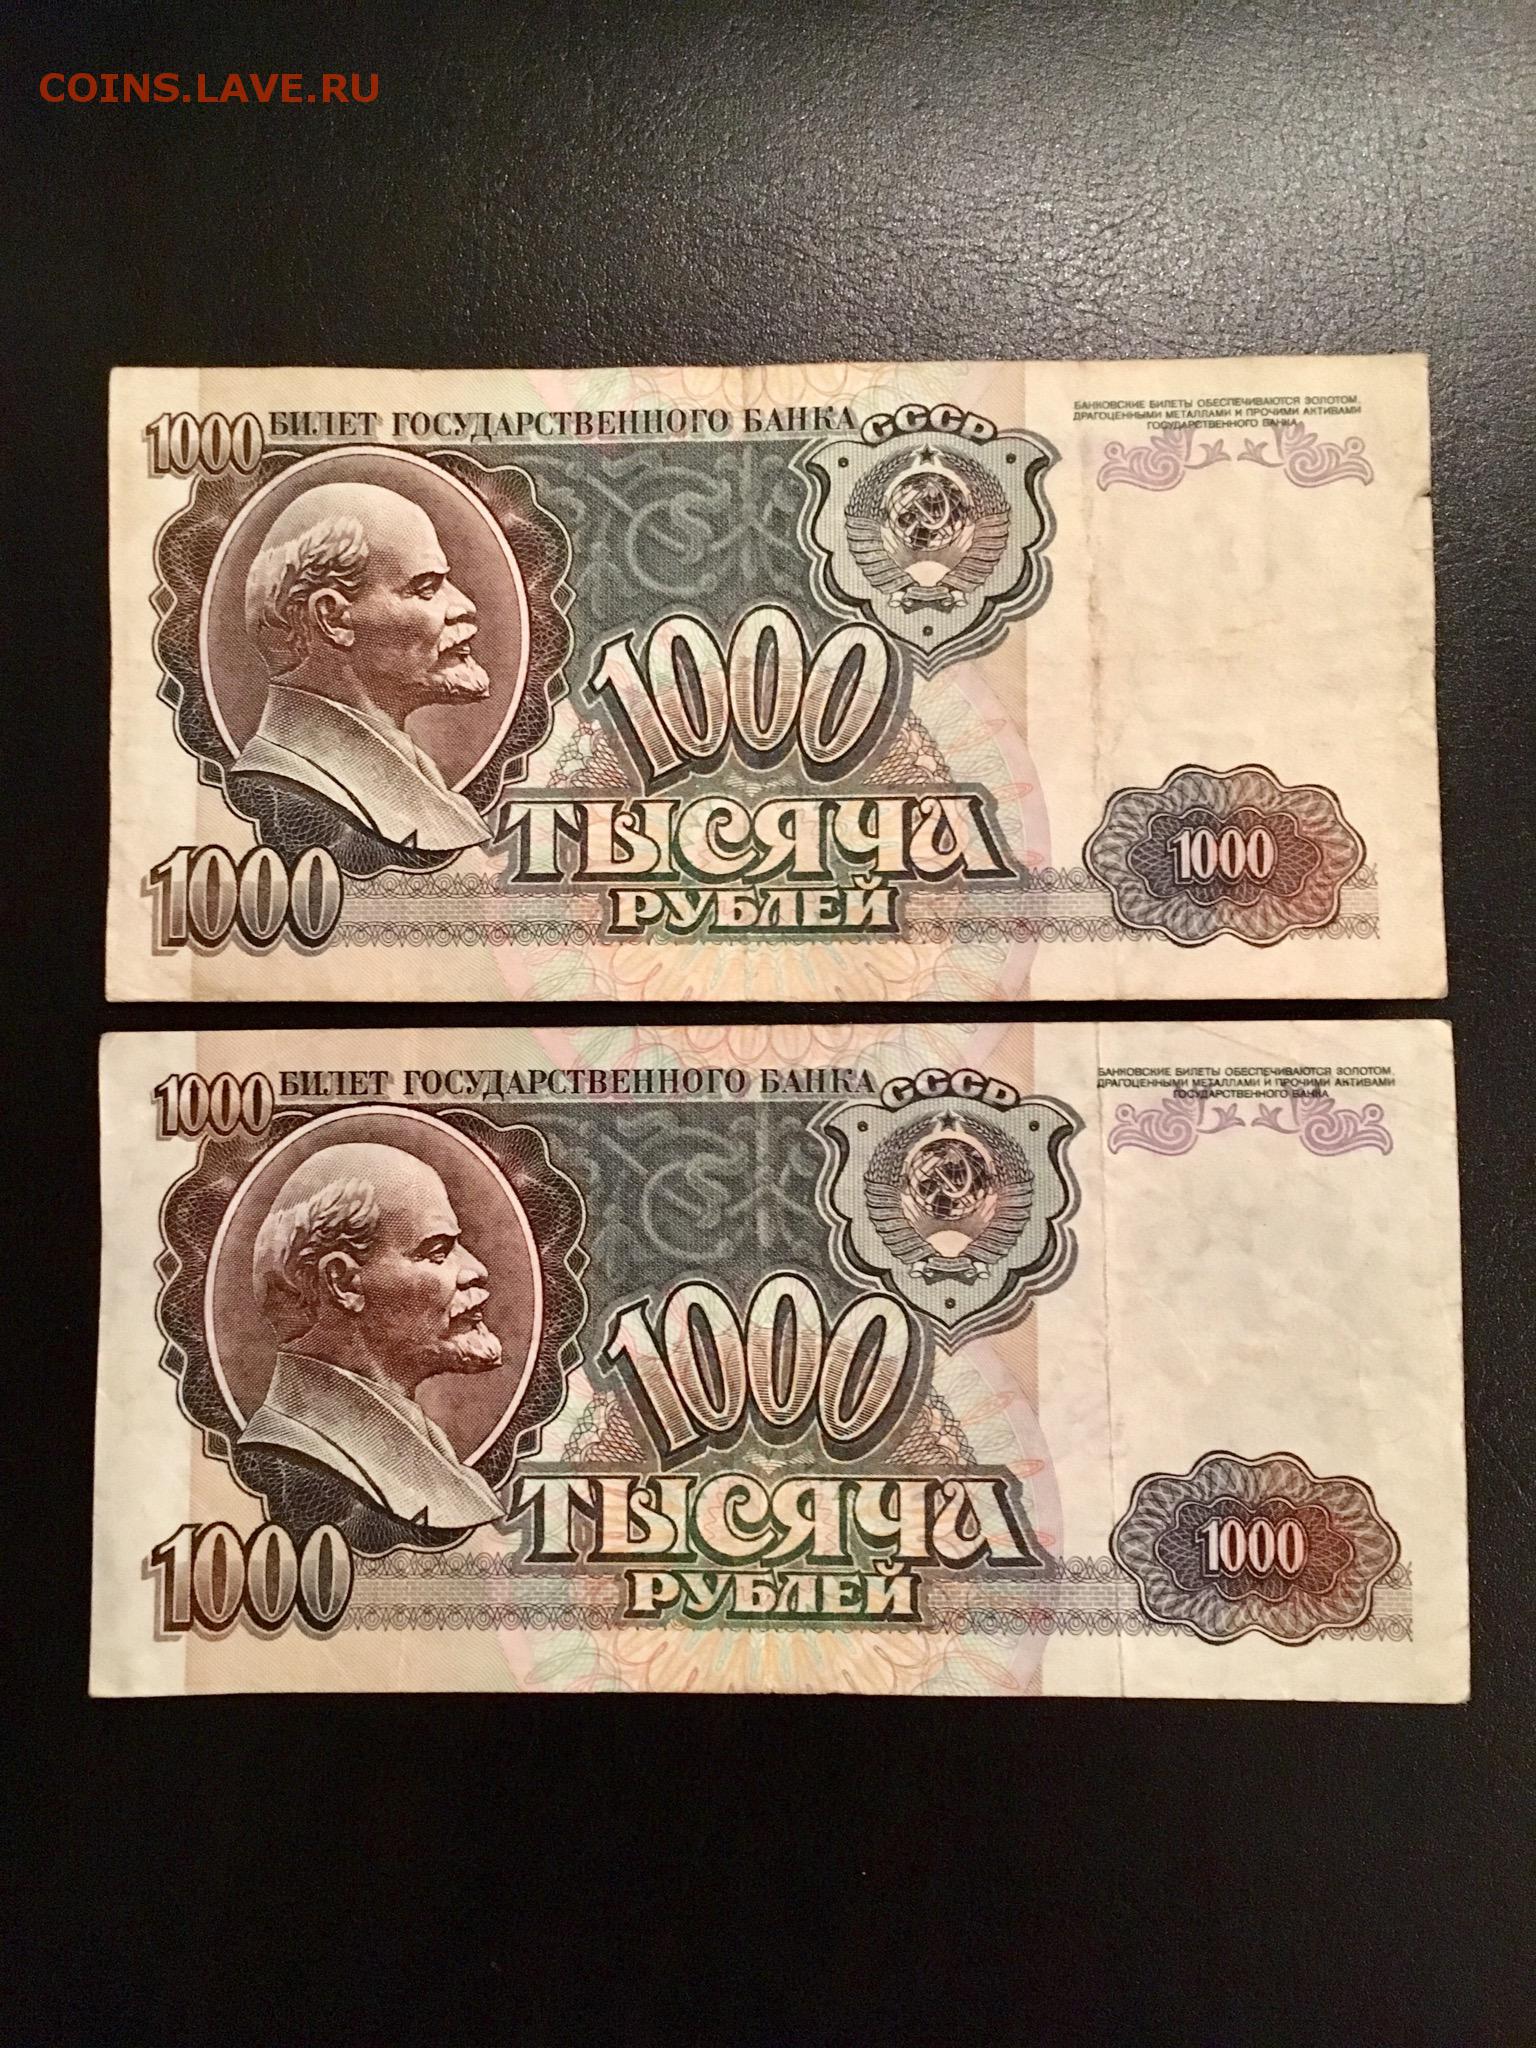 COINS.LAVE.RU
1000 БИЛЕТ ГОСУДАРСТВЕННОГО БАНКА СССР
БАНКОВСКИЕ БИЛЕТЫ ОБЕСПЕЧИВАЮТСЯ ЗОЛОТОМ,
ДРАГОЦЕННЫМИ МЕТАЛЛАМИ И ПРОЧИМИ АКТИВАМИ
ГОСУДАРСТВЕННОГО БАНКА
1000
ТЫСЯЧА
РУБЛЕЙ
1000
1000
1000 БИЛЕТ ГОСУДАРСТВЕННОГО БАНКА СССР
БАНКОВСКИЕ БИЛЕТЫ ОБЕСПЕЧИВАЮТСЯ ЗОЛОТОМ,
ДРАГОЦЕННЫМИ МЕТАЛЛАМИ И ПРОЧИМИ АКТИВАМИ
ГОСУДАРСТВЕННОГО БАНКА
1000
ТЫСЯЧА
РУБЛЕЙ
1000
1000